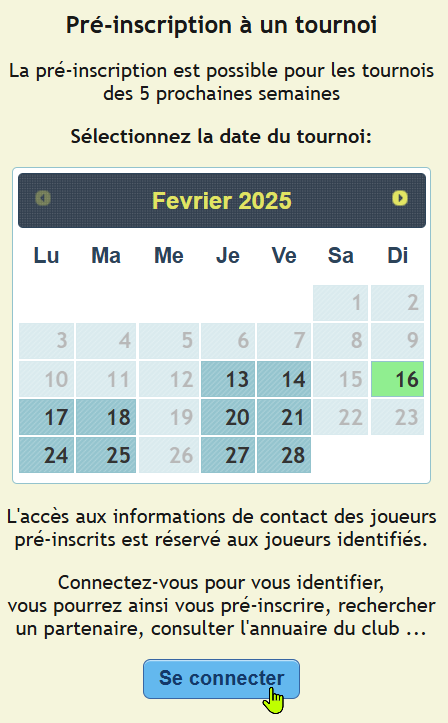 Pré-inscription à un tournoi
La pré-inscription est possible pour les tournois
des 5 prochaines semaines
Sélectionnez la date du tournoi:
Fevrier 2025
Lu Ma Me Je Ve Sa Di
1 2
3 4 5 6 7 8 9
10 11 12 13 14 15 16
17 18 19 20 21 22 23
24 25 26 27 28
L'accès aux informations de contact des joueurs
pré-inscrits est réservé aux joueurs identifiés.
Connectez-vous pour vous identifier,
vous pourrez ainsi vous pré-inscrire, rechercher
un partenaire, consulter l'annuaire du club ...
Se connecter